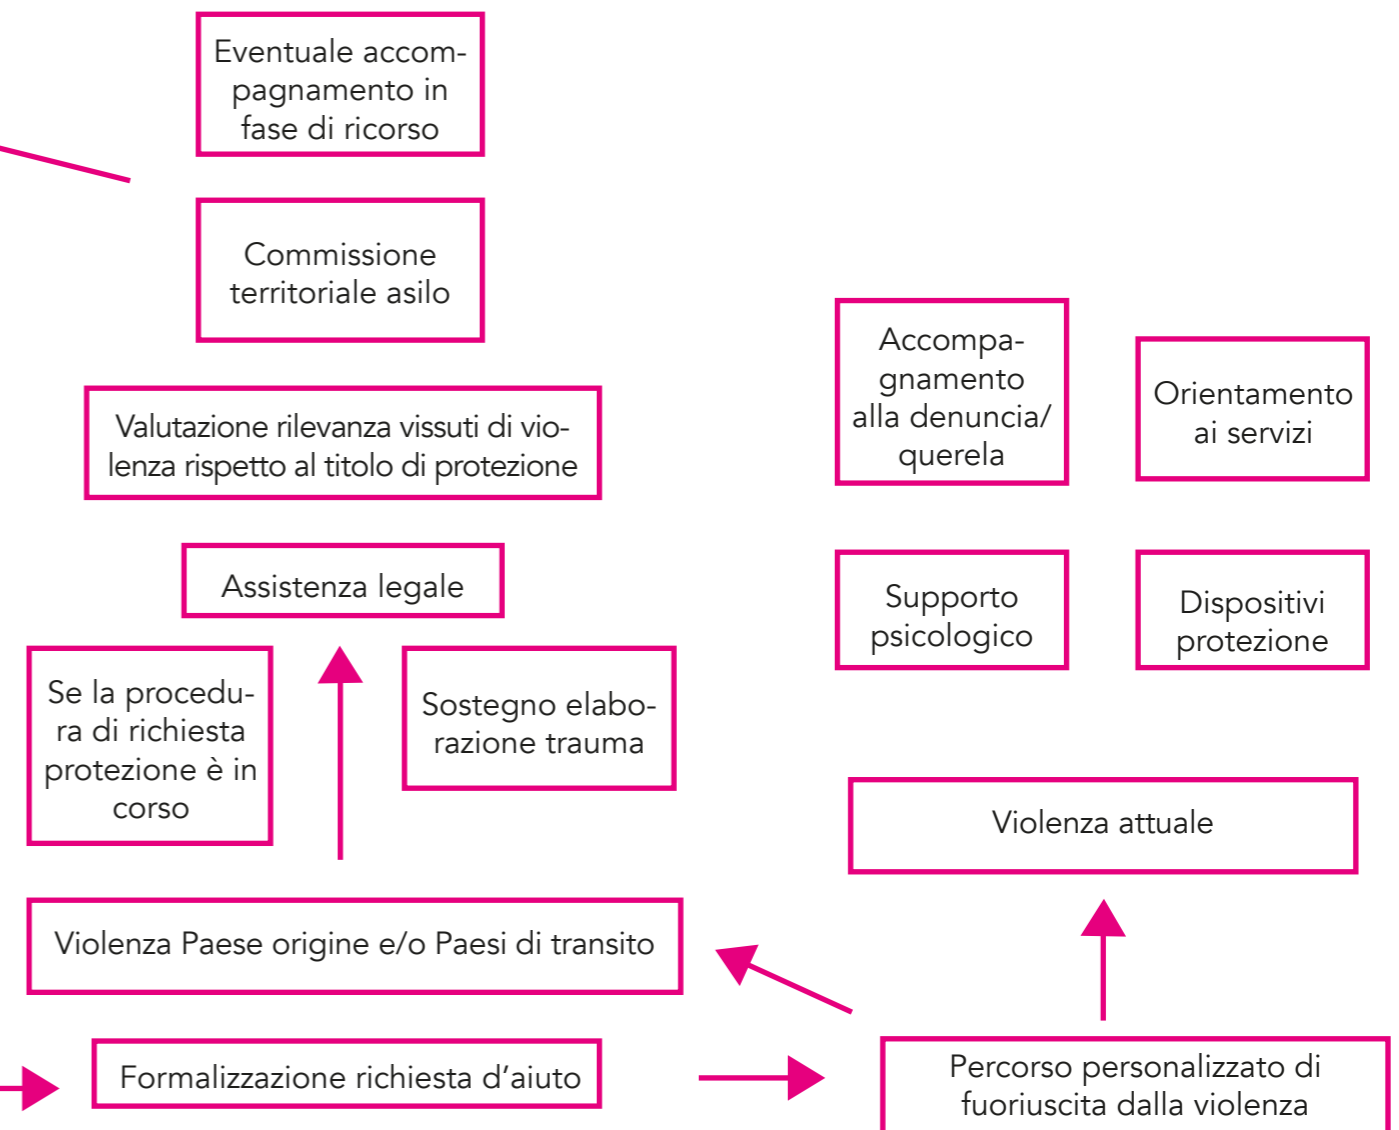 Eventuale accom-
pagnamento in
fase di ricorso
Commissione
territoriale asilo
Valutazione rilevanza vissuti di vio-
lenza rispetto al titolo di protezione
Assistenza legale
Se la procedu-
ra di richiesta
protezione è in
corso
Sostegno elabo-
razione trauma
Violenza Paese origine e/o Paesi di transito
Formalizzazione richiesta d'aiuto
Accompa-
gnamento
alla denuncia/
querela
Orientamento
ai servizi
Supporto
psicologico
Dispositivi
protezione
Violenza attuale
Percorso personalizzato di
fuoriuscita dalla violenza